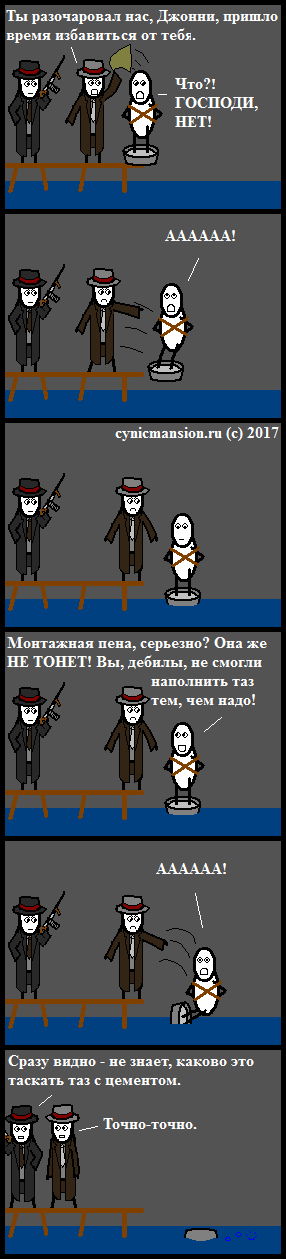 Ты разочаровал нас, Джонни, пришло
время избавиться от тебя.
Что?!
ГОСПОДИ,
НЕТ!
АААААА!
cynicmansion.ru (c) 2017
Монтажная пена, серьезно? Она же
НЕ ТОНЕТ! Вы, дебилы, не смогли
наполнить таз
тем, чем надо!
АААААА!
Сразу видно - не знает, каково это
таскать таз с цементом.
Точно-точно.